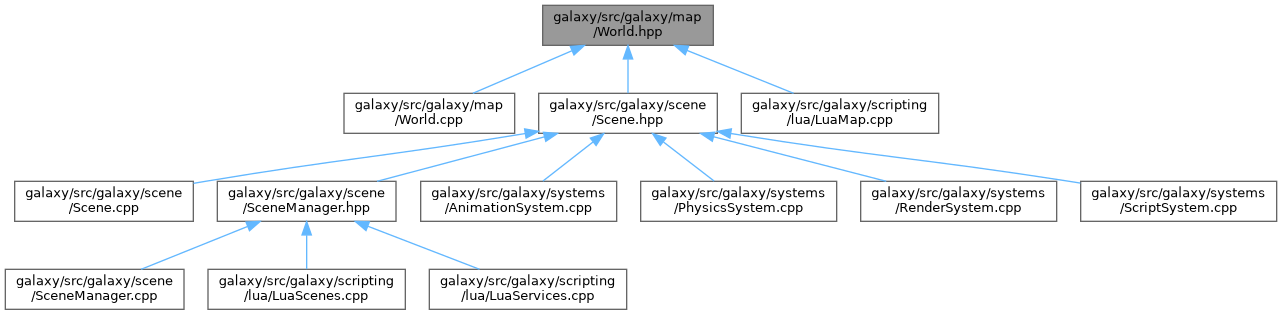 galaxy/src/galaxy/map
/World.hpp
galaxy/src/galaxy/map
/World.cpp
galaxy/src/galaxy/scene
/Scene.hpp
galaxy/src/galaxy/scripting
/lua/LuaMap.cpp
galaxy/src/galaxy/scene
/Scene.cpp
galaxy/src/galaxy/scene
/SceneManager.hpp
galaxy/src/galaxy/systems
/AnimationSystem.cpp
galaxy/src/galaxy/systems
/PhysicsSystem.cpp
galaxy/src/galaxy/systems
/RenderSystem.cpp
galaxy/src/galaxy/systems
/ScriptSystem.cpp
galaxy/src/galaxy/scene
/SceneManager.cpp
galaxy/src/galaxy/scripting
/lua/LuaScenes.cpp
galaxy/src/galaxy/scripting
/lua/LuaServices.cpp